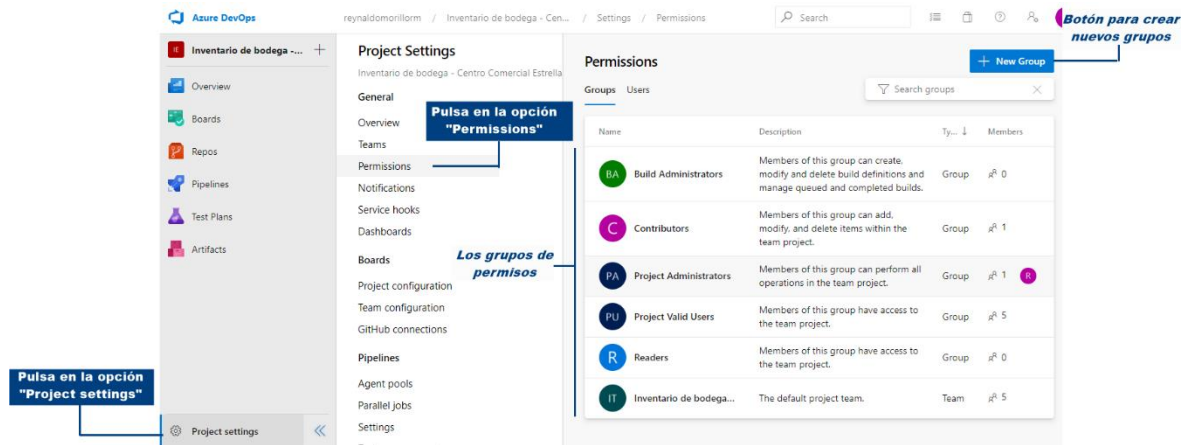 Azure DevOps
reynaldomorillorm / Inventario de bodega - Cen... / Settings / Permissions
Search
Botón para crear
nuevos grupos
IE Inventario de bodega -... +
Overview
Boards
Repos
Pipelines
Test Plans
Artifacts
Project settings
Pulsa en la opción
"Project settings"
Project Settings
Inventario de bodega - Centro Comercial Estrella
General
Overview
Teams
Permissions
Notifications
Service hooks
Dashboards
Boards
Project configuration
Team configuration
GitHub connections
Pipelines
Agent pools
Parallel jobs
Settings
Pulsa en la opción
"Permissions"
Los grupos de
permisos
Permissions
+ New Group
Groups Users
Search groups
Name Description Ty... ↓ Members
BA Build Administrators
Members of this group can create,
modify and delete build definitions and
manage queued and completed builds.
Group 0
C Contributors
Members of this group can add,
modify, and delete items within the
team project.
Group 1
PA Project Administrators
Members of this group can perform all
operations in the team project.
Group 1 R
PU Project Valid Users
Members of this group have access to
the team project.
Group 5
R Readers
Members of this group have access to
the team project.
Group 0
IT Inventario de bodega...
The default project team.
Team 5